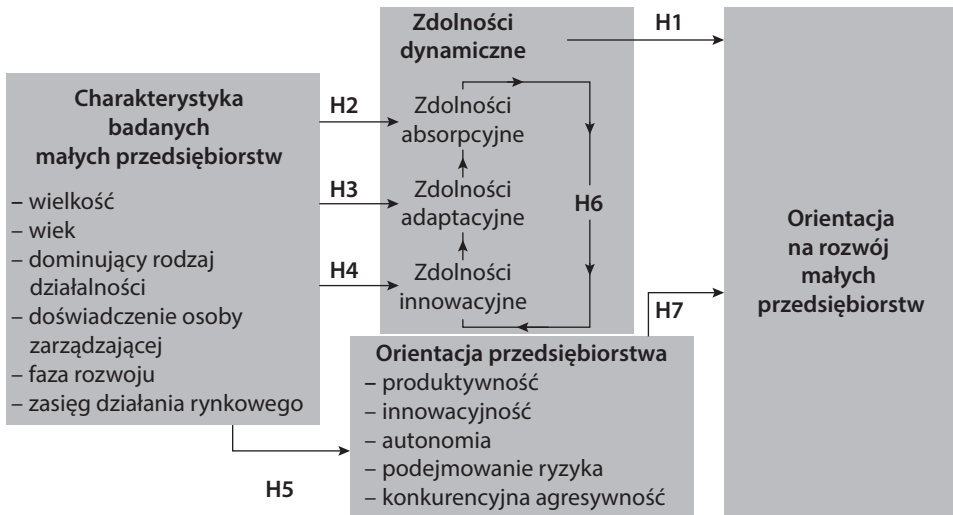 Charakterystyka
badanych
małych przedsiębiorstw
– wielkość
– wiek
– dominujący rodzaj
działalności
– doświadczenie osoby
zarządzającej
– faza rozwoju
– zasięg działania rynkowego
H2
H3
H4
H5
Zdolności
dynamiczne
Zdolności
absorpcyjne
Zdolności
adaptacyjne
Zdolności
innowacyjne
H6
H1
Orientacja przedsiębiorstwa
– produktywność
– innowacyjność
– autonomia
– podejmowanie ryzyka
– konkurencyjna agresywność
H7
Orientacja
na rozwój
małych
przedsiębiorstw